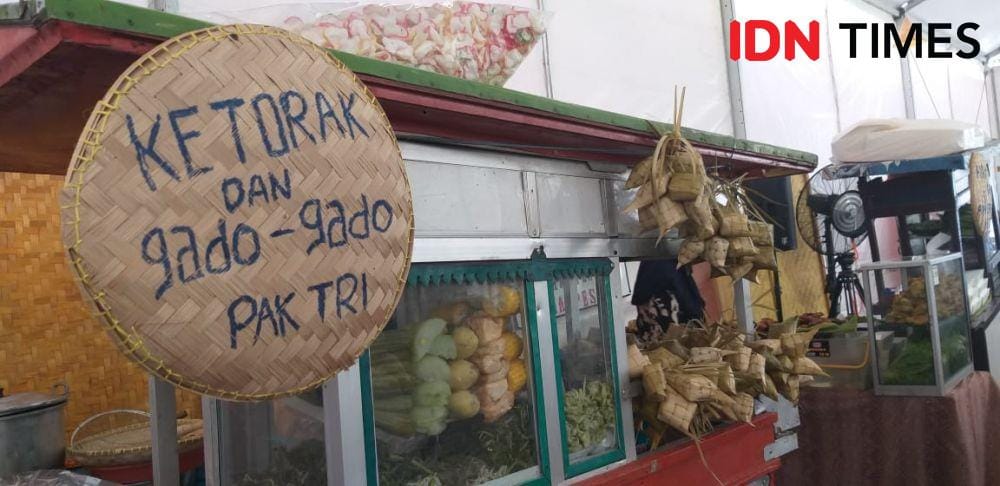 IDN TIMES
KETORAK
DAN
gado-gado
PAK TRI